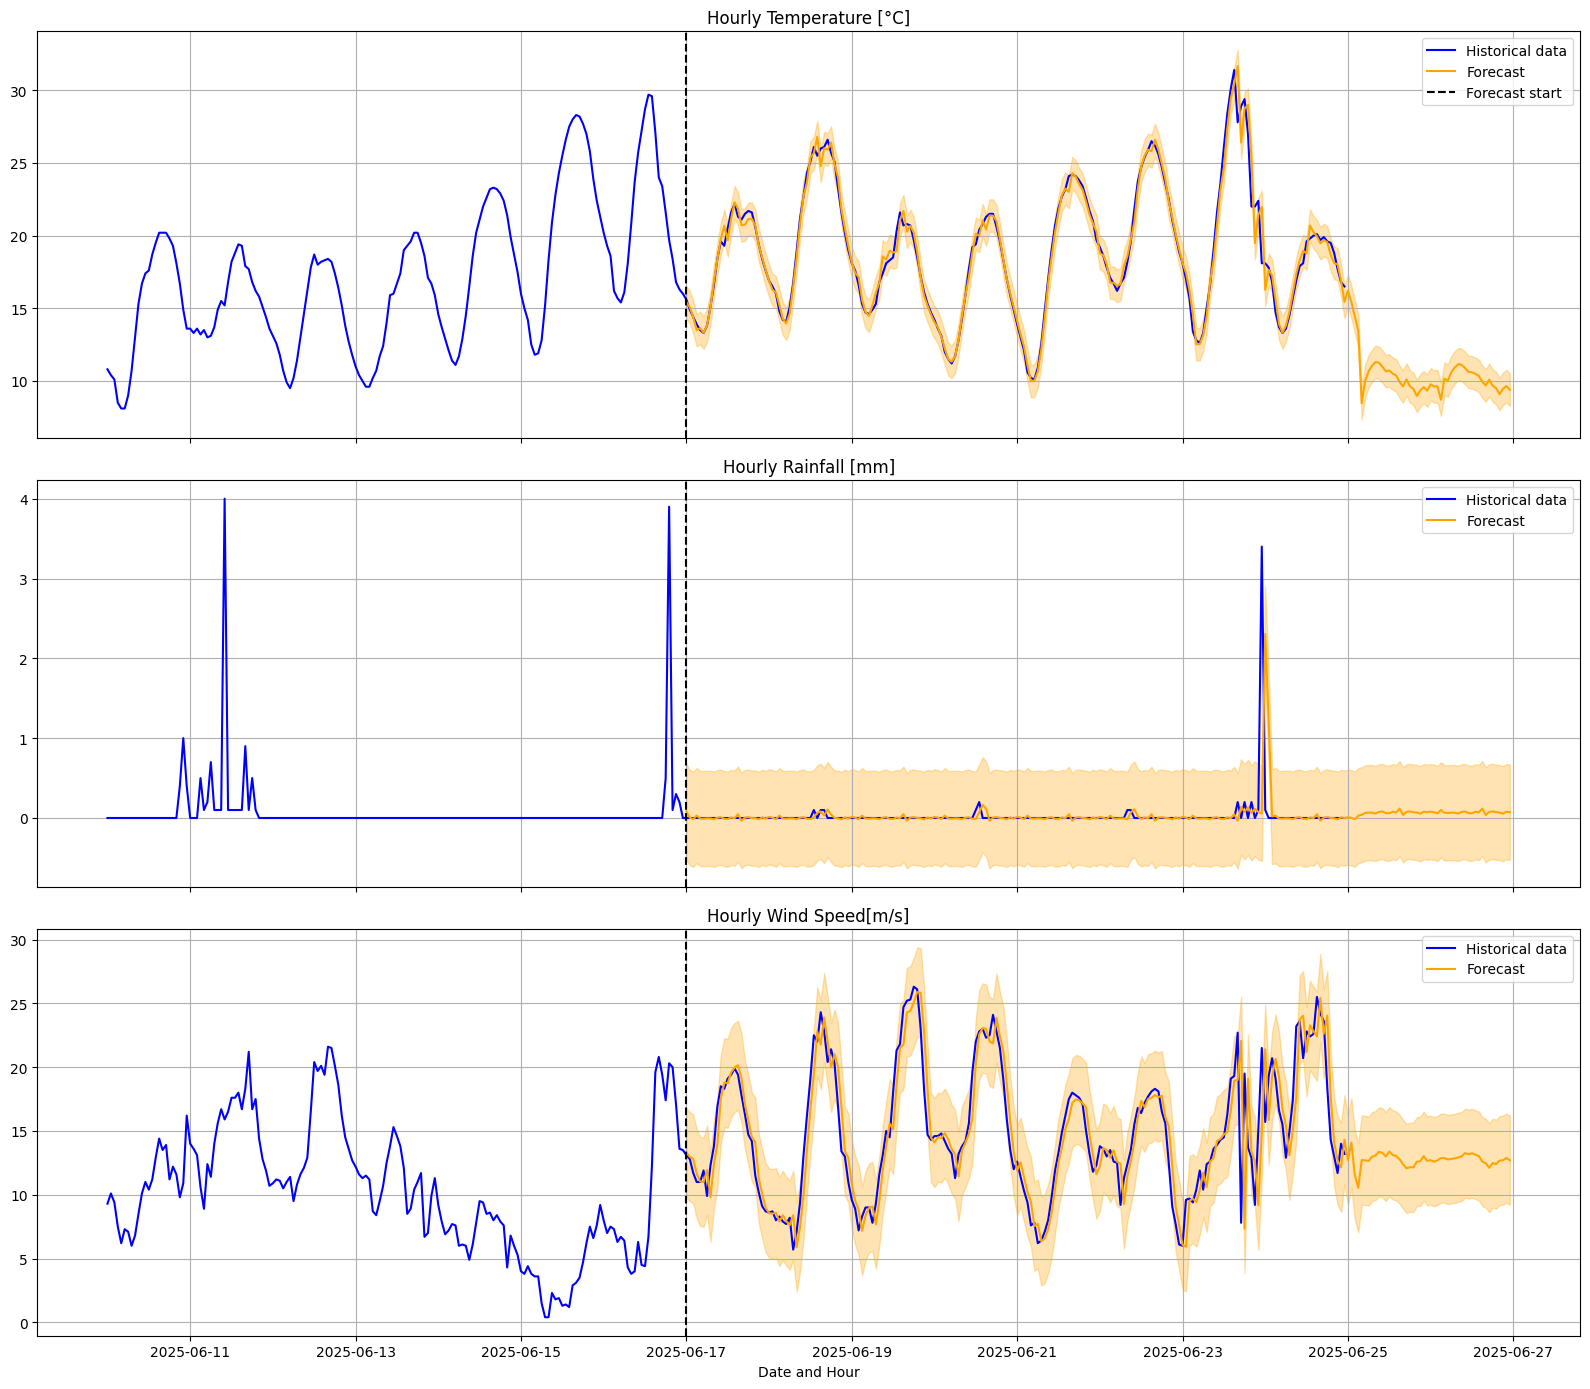 Hourly Temperature [°C]
Historical data
Forecast
Forecast start
30
25
20
15
10
Hourly Rainfall [mm]
Historical data
Forecast
4
3
2
1
0
Hourly Wind Speed[m/s]
Historical data
Forecast
30
25
20
15
10
5
0
2025-06-11 2025-06-13 2025-06-15 2025-06-17 2025-06-19 2025-06-21 2025-06-23 2025-06-25 2025-06-27
Date and Hour